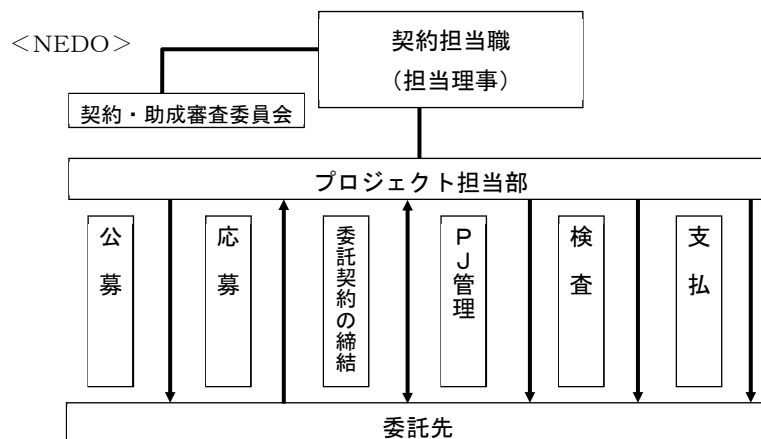 <NEDO>
契約担当職
(担当理事)
契約・助成審査委員会
プロジェクト担当部
公募
応募
委託契約の締結
PJ管理
検査
支払
委託先